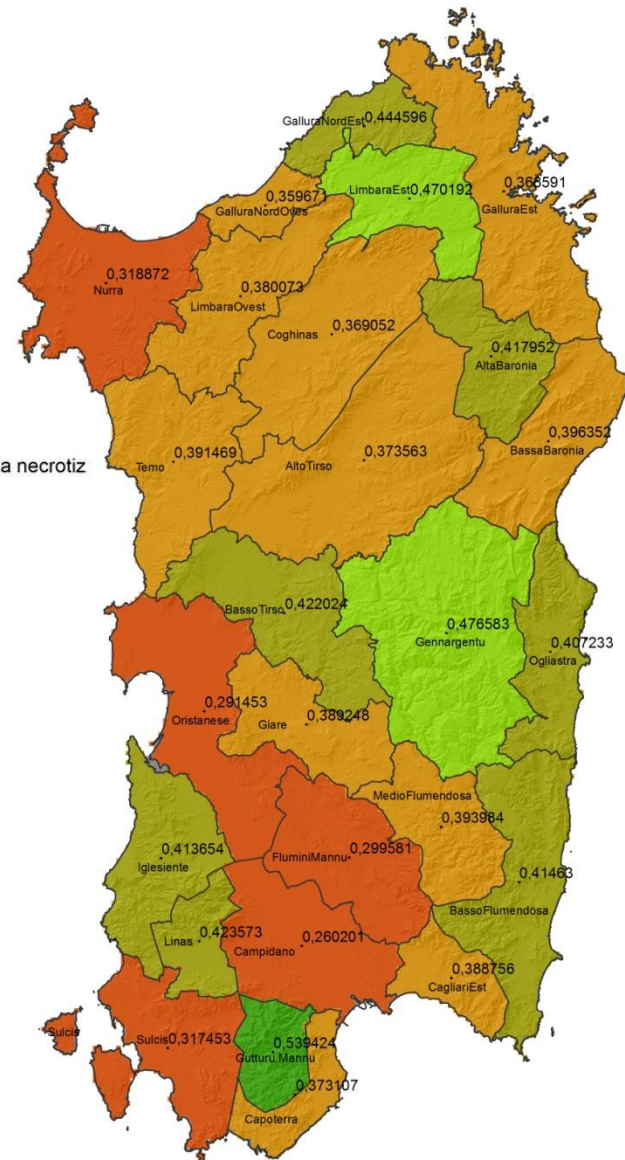 GalluraNordEst 0,444596
GalluraNordOves 0,359671
LimbaraEst 0,470192
0,368591
GalluraEst
0,318872
Nurra
0,380073
LimbaraOvest
0,369052
Coghinas
0,417952
AltaBaronia
0,396352
BassaBaronia
a necrotiz
0,391469
Temo
0,373563
AltoTirso
BassoTirso 0,422024
0,476583
Gennargentu
0,407233
Ogliastra
0,291453
Oristanese
0,389248
Giare
MedioFlumendosa
0,393984
0,413654
Iglesiente
0,299581
FluminiMannu
0,41463
BassoFlumendosa
0,423573
Linas
0,260201
Campidano
0,388756
CagliariEst
Sulcis
0,317453
Sulcis
0,539424
Gutturu Mannu
0,373107
Capoterra